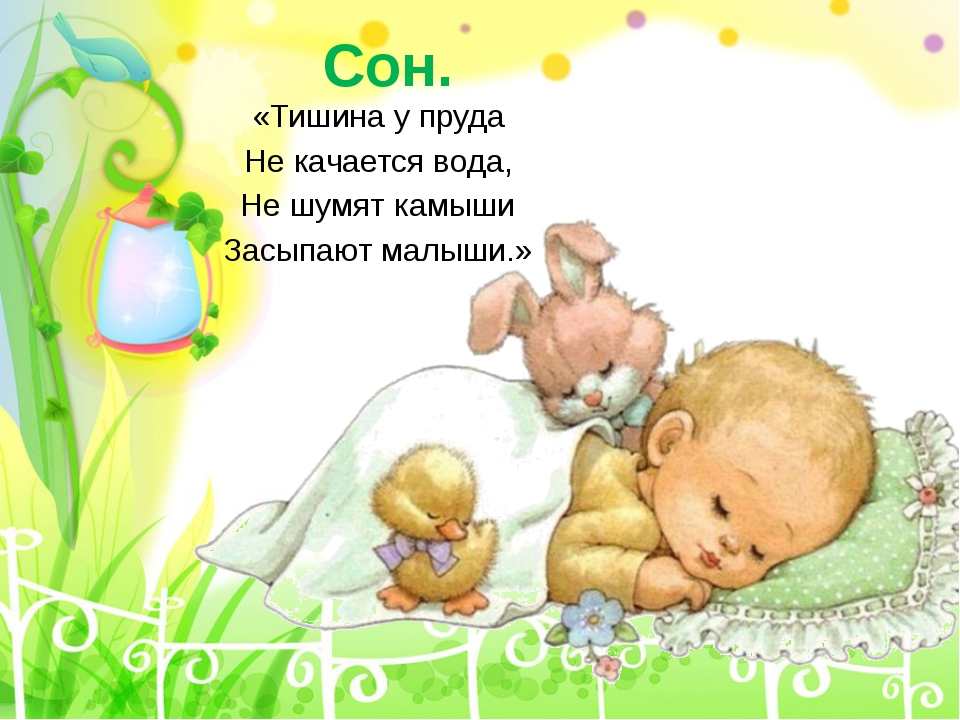 Сон.
«Тишина у пруда
Не качается вода,
Не шумят камыши
Засыпают малыши.»